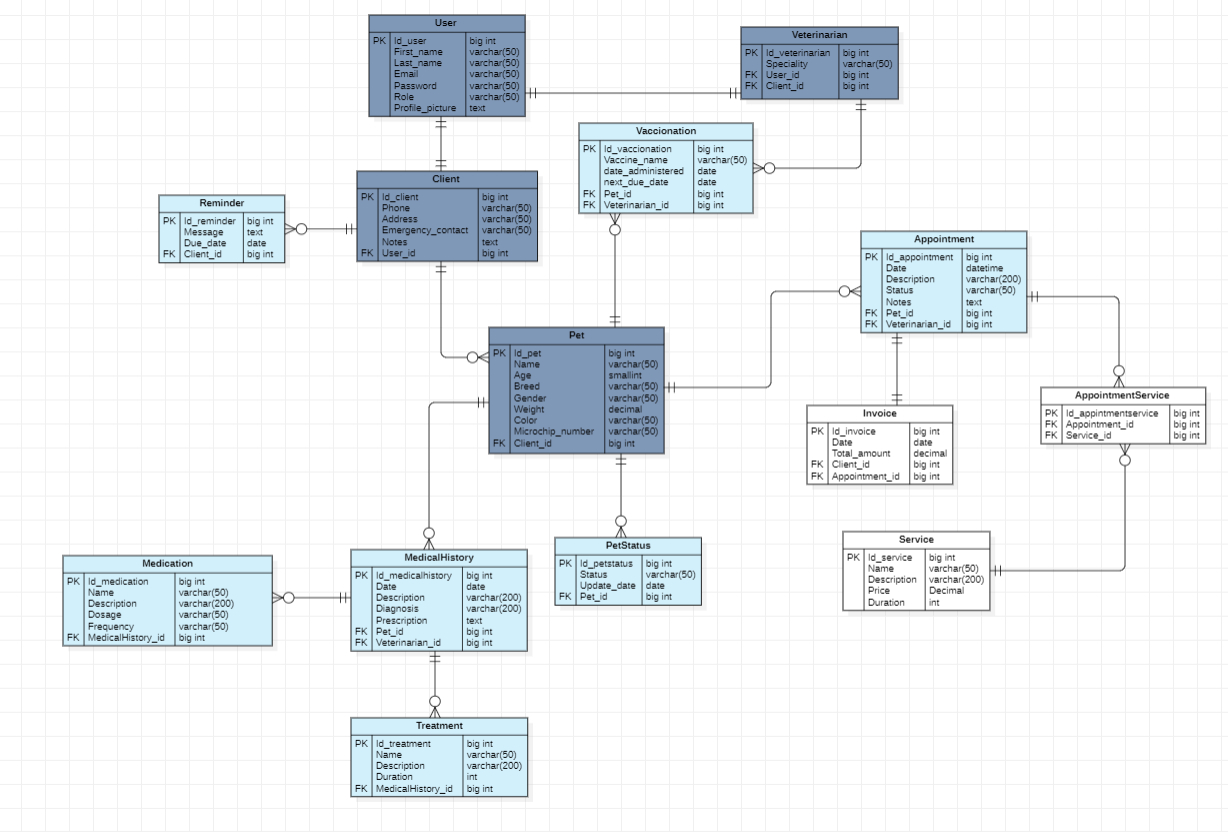 User
PK Id_user big int
First_name varchar(50)
Last_name varchar(50)
Email varchar(50)
Password varchar(50)
Role varchar(50)
Profile_picture text
Veterinarian
PK Id_veterinarian big int
Speciality varchar(50)
FK User_id big int
FK Client_id big int
Vaccionation
PK Id_vaccionation big int
Vaccine_name varchar(50)
date_administered date
next_due_date date
FK Pet_id big int
FK Veterinarian_id big int
Client
PK Id_client big int
Phone varchar(50)
Address varchar(50)
Emergency_contact varchar(50)
Notes text
FK User_id big int
Reminder
PK Id_reminder big int
Message text
Due_date date
FK Client_id big int
Appointment
PK Id_appointment big int
Date datetime
Description varchar(200)
Status varchar(50)
Notes text
FK Pet_id big int
FK Veterinarian_id big int
Pet
PK Id_pet big int
Name varchar(50)
Age smallint
Breed varchar(50)
Gender varchar(50)
Weight decimal
Color varchar(50)
Microchip_number varchar(50)
FK Client_id big int
AppointmentService
PK Id_appintmentservice big int
FK Appointment_id big int
FK Service_id big int
Invoice
PK Id_invoice big int
Date date
Total_amount decimal
FK Client_id big int
FK Appointment_id big int
Service
PK Id_service big int
Name varchar(50)
Description varchar(200)
Price Decimal
Duration int
PetStatus
PK Id_petstatus big int
Status varchar(50)
Update_date date
FK Pet_id big int
MedicalHistory
PK Id_medicalhistory big int
Date date
Description varchar(200)
Diagnosis varchar(200)
Prescription text
FK Pet_id big int
FK Veterinarian_id big int
Medication
PK Id_medication big int
Name varchar(50)
Description varchar(200)
Dosage varchar(50)
Frequency varchar(50)
FK MedicalHistory_id big int
Treatment
PK Id_treatment big int
Name varchar(50)
Description varchar(200)
Duration int
FK MedicalHistory_id big int